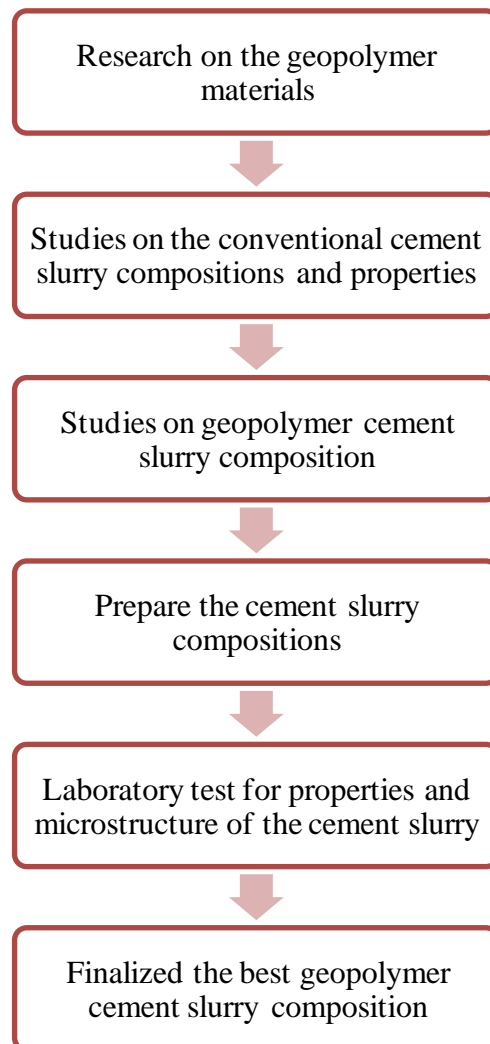 Research on the geopolymer
materials
Studies on the conventional cement
slurry compositions and properties
Studies on geopolymer cement
slurry composition
Prepare the cement slurry
compositions
Laboratory test for properties and
microstructure of the cement slurry
Finalized the best geopolymer
cement slurry composition